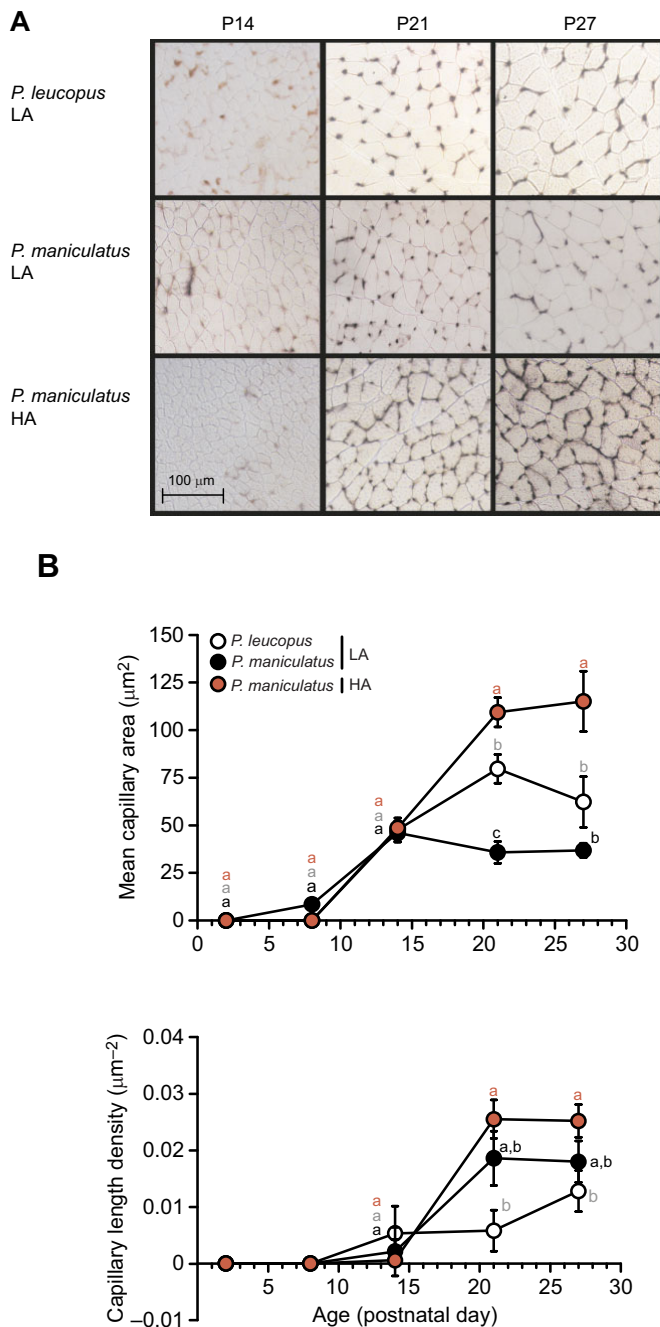 A
P14 P21 P27
P. leucopus
LA
P. maniculatus
LA
P. maniculatus
HA
100 μm
B
Mean capillary area (μm²)
150
125
100
75
50
25
0
P. leucopus
P. maniculatus
LA
P. maniculatus
HA
a a
b b
c b
a
a
a
a
a
a
a
a
a
0 5 10 15 20 25 30
Capillary length density (μm⁻²)
0.04
0.03
0.02
0.01
0
−0.01
a a
a,b a,b
b b
a
a
a
5 10 15 20 25 30
Age (postnatal day)